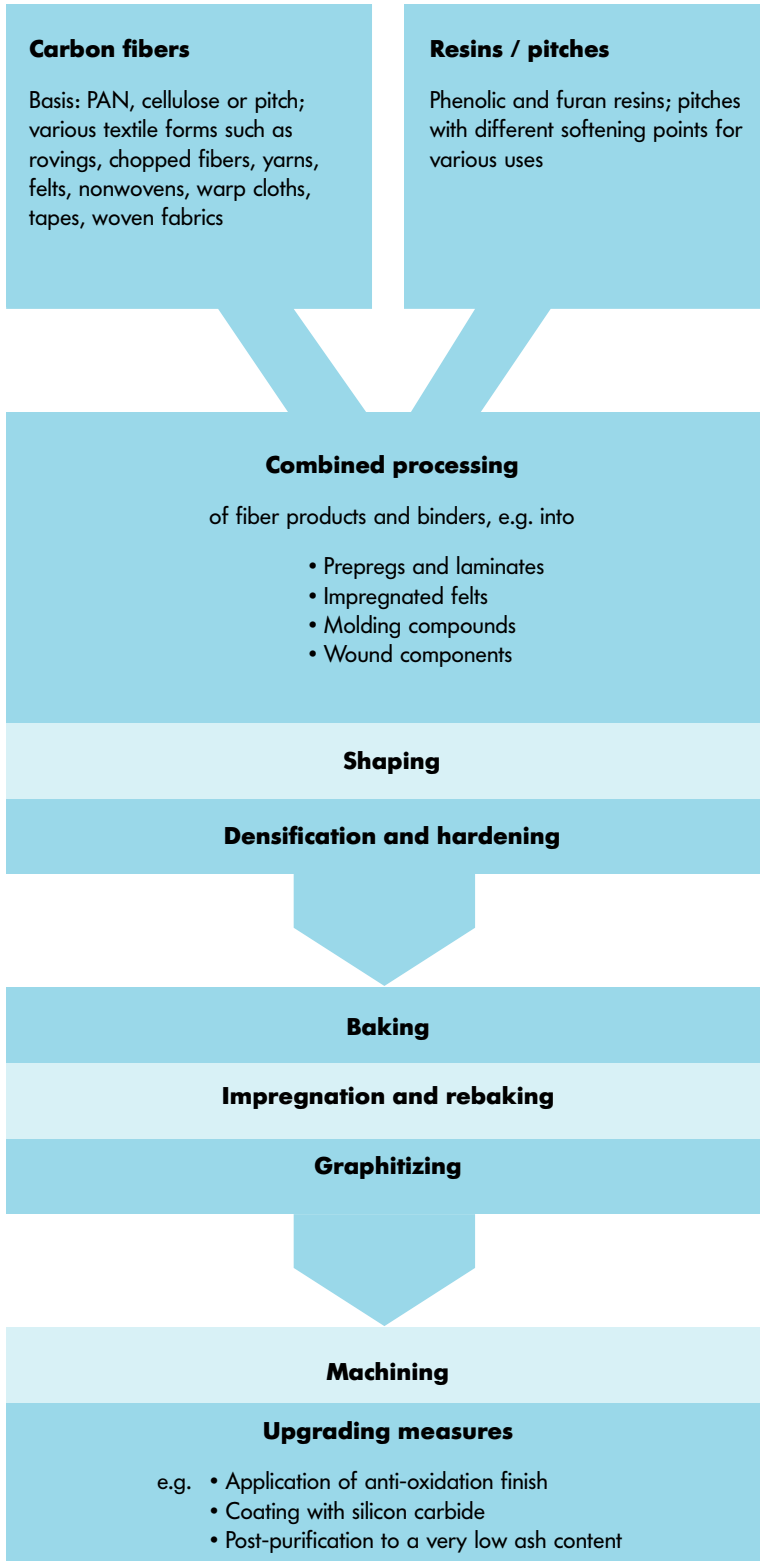 Carbon fibers
Basis: PAN, cellulose or pitch;
various textile forms such as
rovings, chopped fibers, yarns,
felts, nonwovens, warp cloths,
tapes, woven fabrics
Resins / pitches
Phenolic and furan resins; pitches
with different softening points for
various uses
Combined processing
of fiber products and binders, e.g. into
• Prepregs and laminates
• Impregnated felts
• Molding compounds
• Wound components
Shaping
Densification and hardening
Baking
Impregnation and rebaking
Graphitizing
Machining
Upgrading measures
e.g. • Application of anti-oxidation finish
• Coating with silicon carbide
• Post-purification to a very low ash content